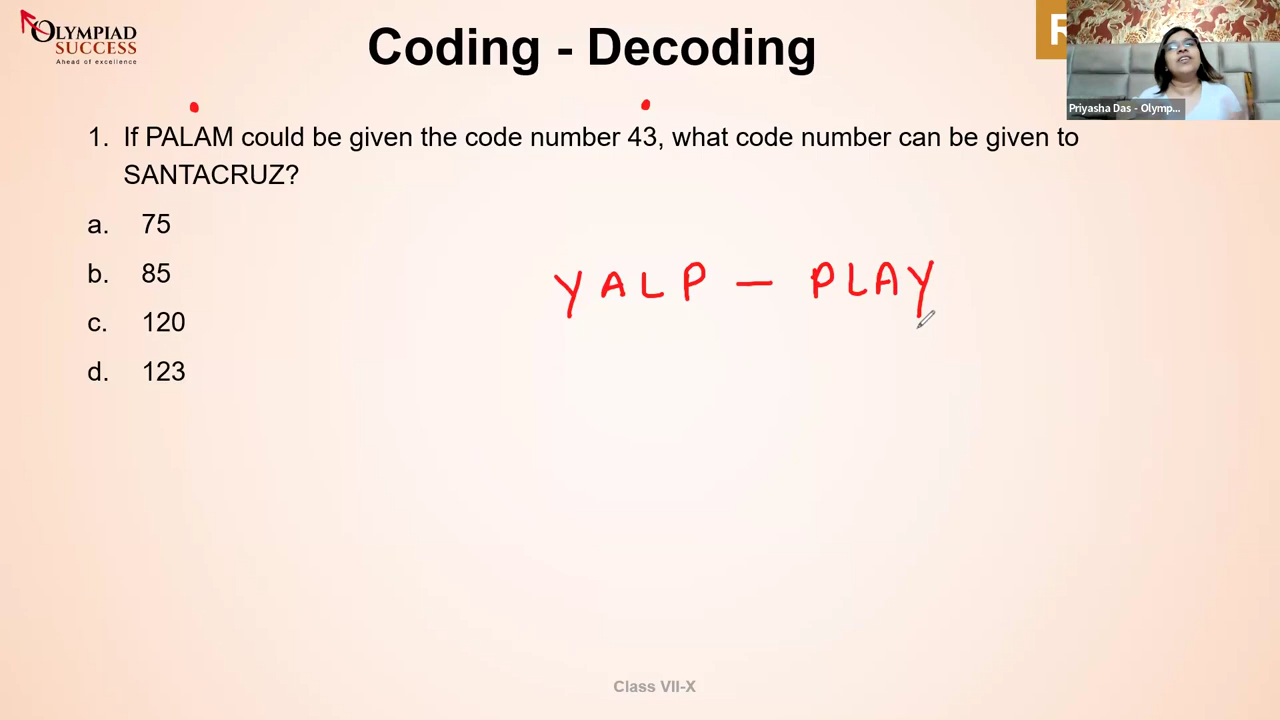 OLYMPIAD
SUCCESS
Ahead of excellence
Coding - Decoding
Priyasha Das - Olymp...
1. If PALAM could be given the code number 43, what code number can be given to
SANTACRUZ?
a. 75
b. 85
c. 120
d. 123
YALP — PLAY
Class VII-X